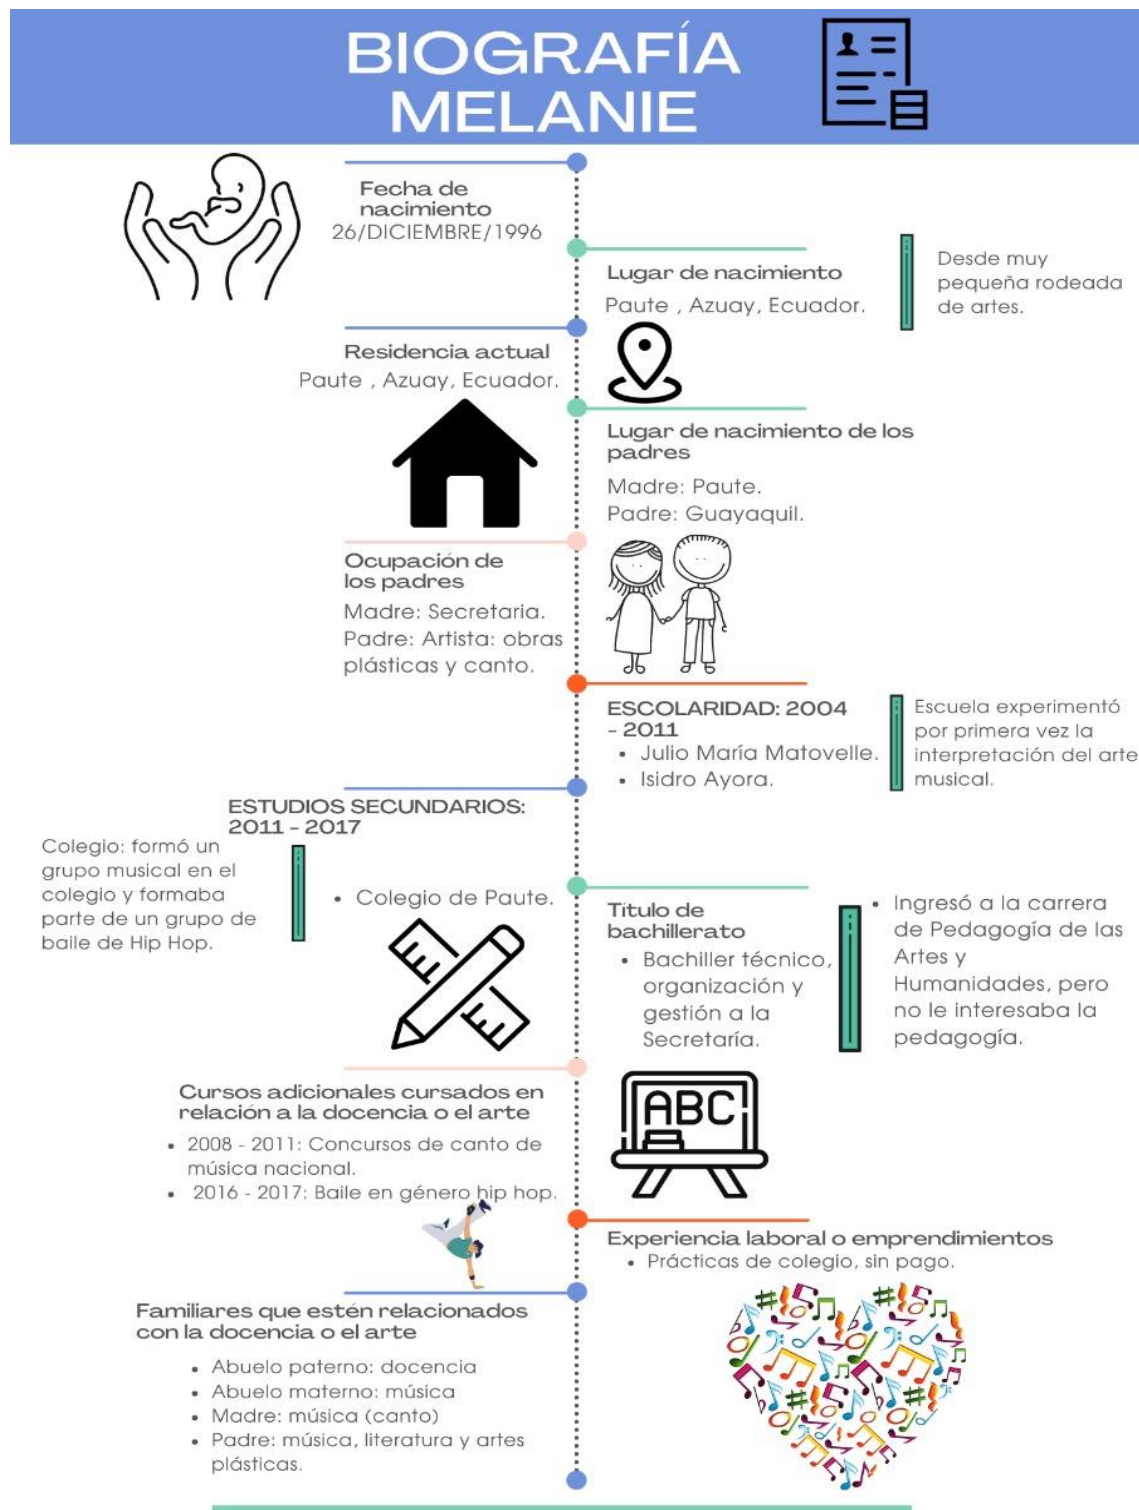 BIOGRAFÍA
MELANIE
Fecha de
nacimiento
26/DICIEMBRE/1996
Lugar de nacimiento
Paute , Azuay, Ecuador.
Desde muy
pequeña rodeada
de artes.
Residencia actual
Paute , Azuay, Ecuador.
Lugar de nacimiento de los
padres
Madre: Paute.
Padre: Guayaquil.
Ocupación de
los padres
Madre: Secretaria.
Padre: Artista: obras
plásticas y canto.
ESCOLARIDAD: 2004
- 2011
• Julio María Matovelle.
• Isidro Ayora.
Escuela experimentó
por primera vez la
interpretación del arte
musical.
ESTUDIOS SECUNDARIOS:
2011 - 2017
Colegio: formó un
grupo musical en el
colegio y formaba
parte de un grupo de
baile de Hip Hop.
• Colegio de Paute.
Título de
bachillerato
• Bachiller técnico,
organización y
gestión a la
Secretaría.
• Ingresó a la carrera
de Pedagogía de las
Artes y
Humanidades, pero
no le interesaba la
pedagogía.
Cursos adicionales cursados en
relación a la docencia o el arte
• 2008 - 2011: Concursos de canto de
música nacional.
• 2016 - 2017: Baile en género hip hop.
ABC
Experiencia laboral o emprendimientos
• Prácticas de colegio, sin pago.
Familiares que estén relacionados
con la docencia o el arte
• Abuelo paterno: docencia
• Abuelo materno: música
• Madre: música (canto)
• Padre: música, literatura y artes
plásticas.